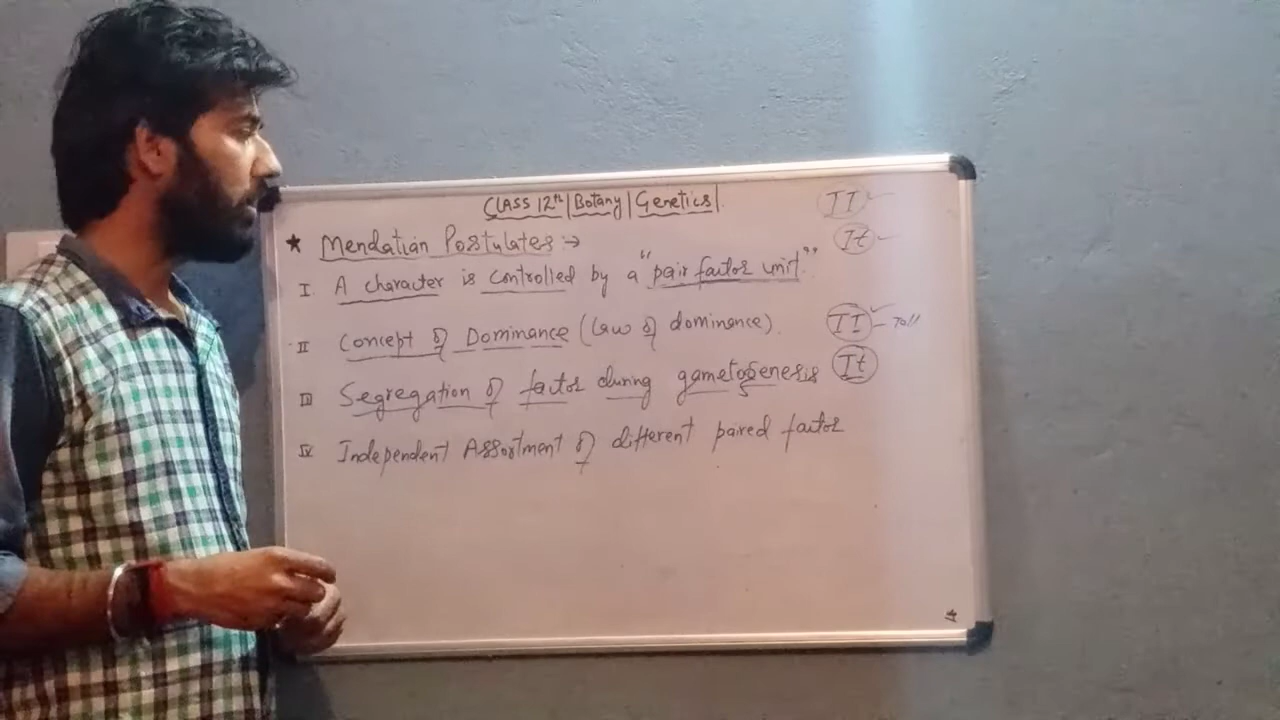 CLASS 12th | Botany | Genetics |
TT
Tt
★ Mendatian Postulates :→
I. A character is controlled by a "pair factor unit".
II Concept of Dominance (Law of dominance).
TT – Tall
Tt
III Segregation of factor during gametogenesis
IV Independent Assortment of different paired factor